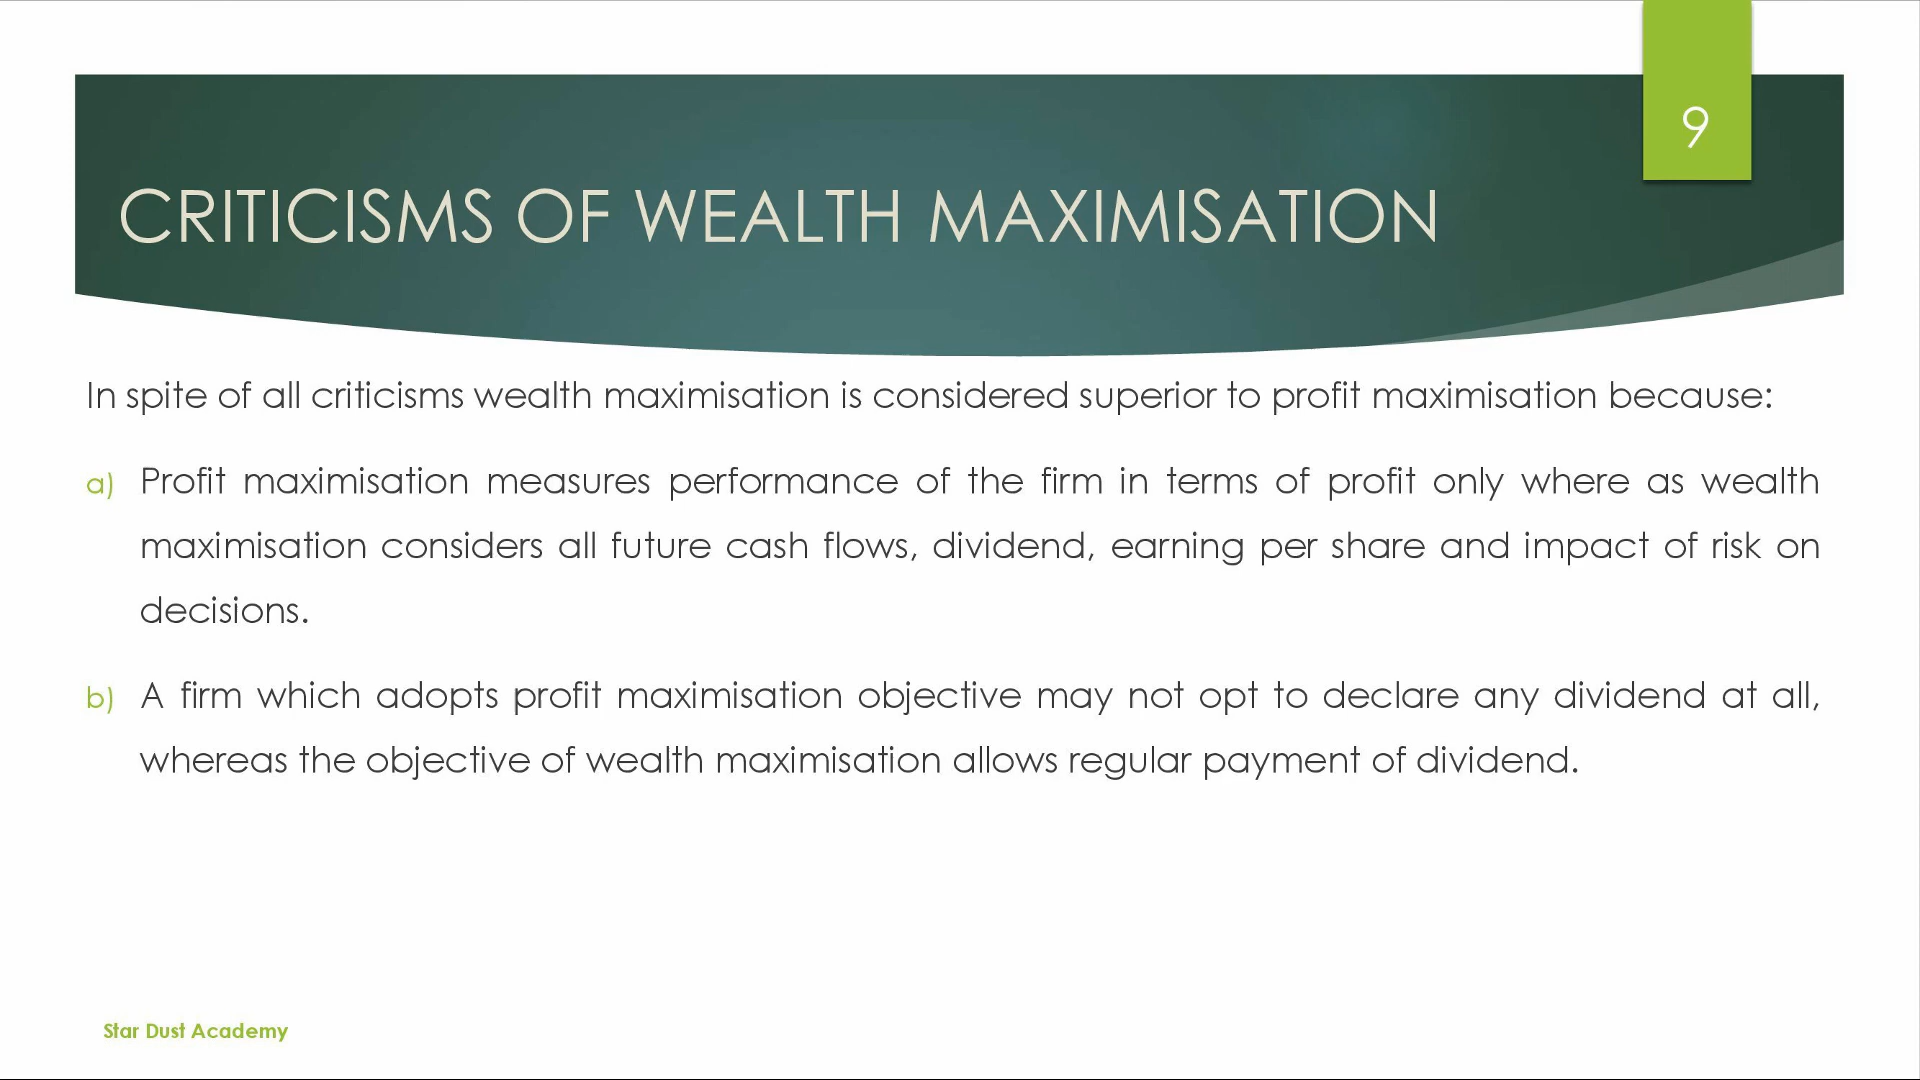 9
CRITICISMS OF WEALTH MAXIMISATION
In spite of all criticisms wealth maximisation is considered superior to profit maximisation because:
a) Profit maximisation measures performance of the firm in terms of profit only where as wealth
maximisation considers all future cash flows, dividend, earning per share and impact of risk on
decisions.
b) A firm which adopts profit maximisation objective may not opt to declare any dividend at all,
whereas the objective of wealth maximisation allows regular payment of dividend.
Star Dust Academy